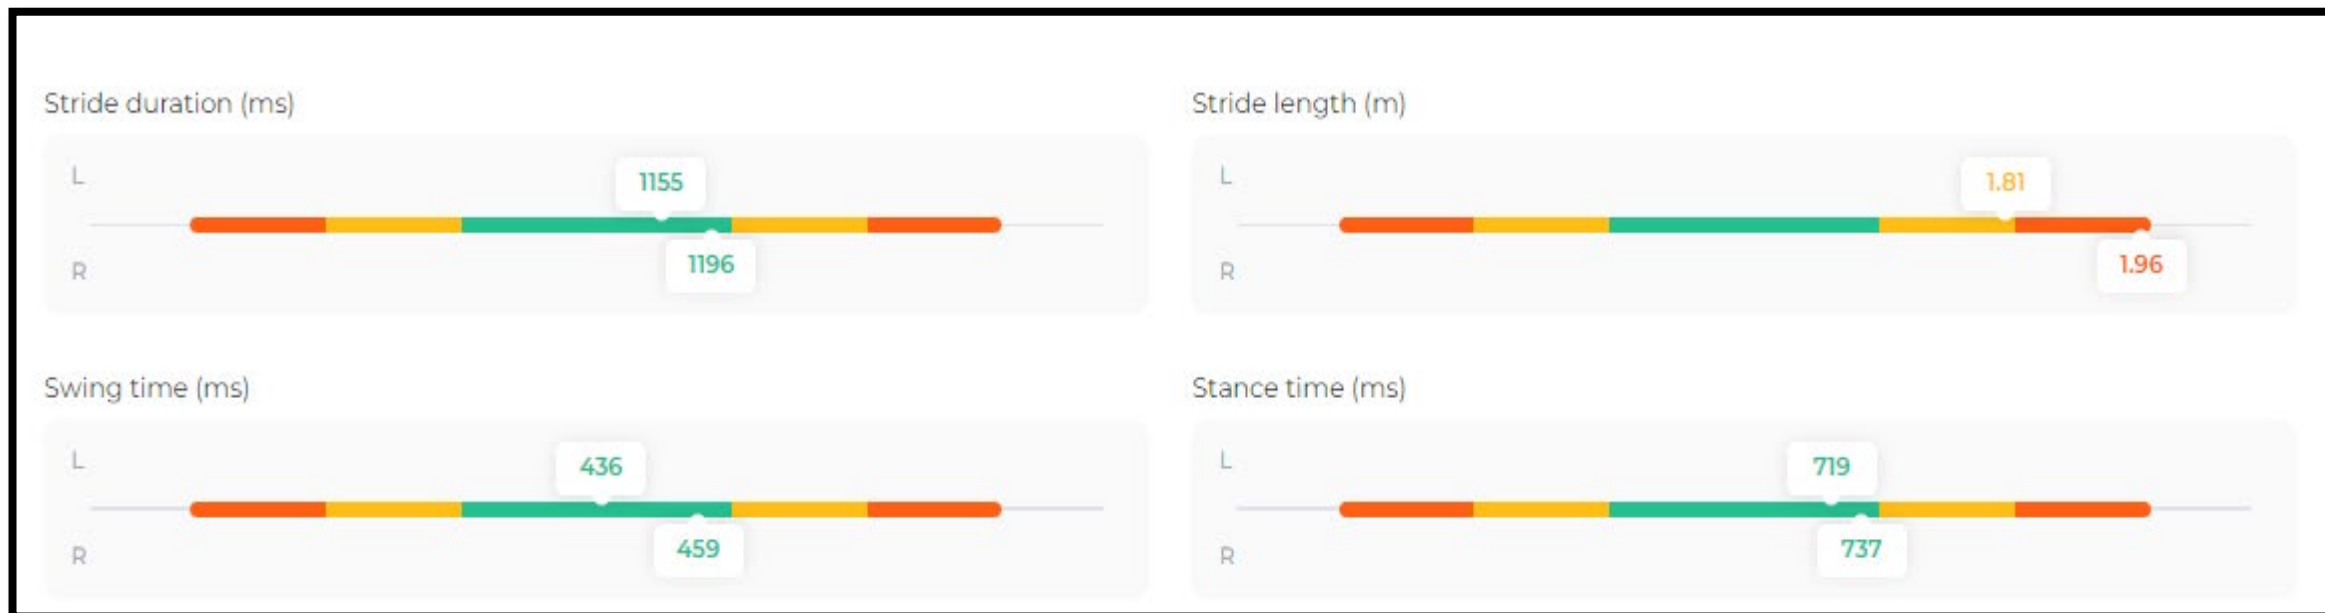 Stride duration (ms)
L
1155
R
1196
Stride length (m)
L
1.81
R
1.96
Swing time (ms)
L
436
R
459
Stance time (ms)
L
719
R
737